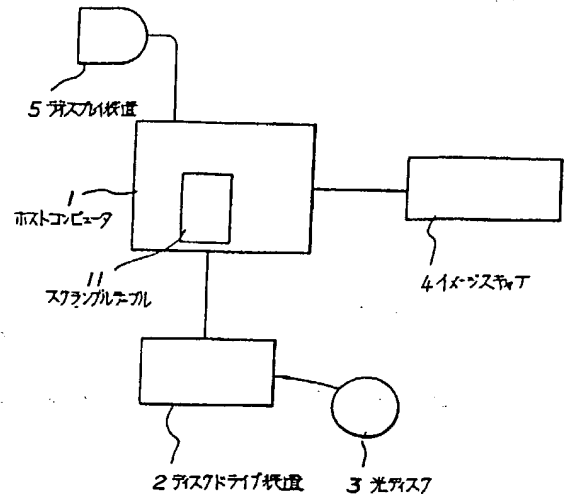 5 ディスプレイ装置
1
ホストコンピュータ
11
スクランブルテーブル
4 イメージスキャナ
2 ディスクドライブ装置
3 光ディスク